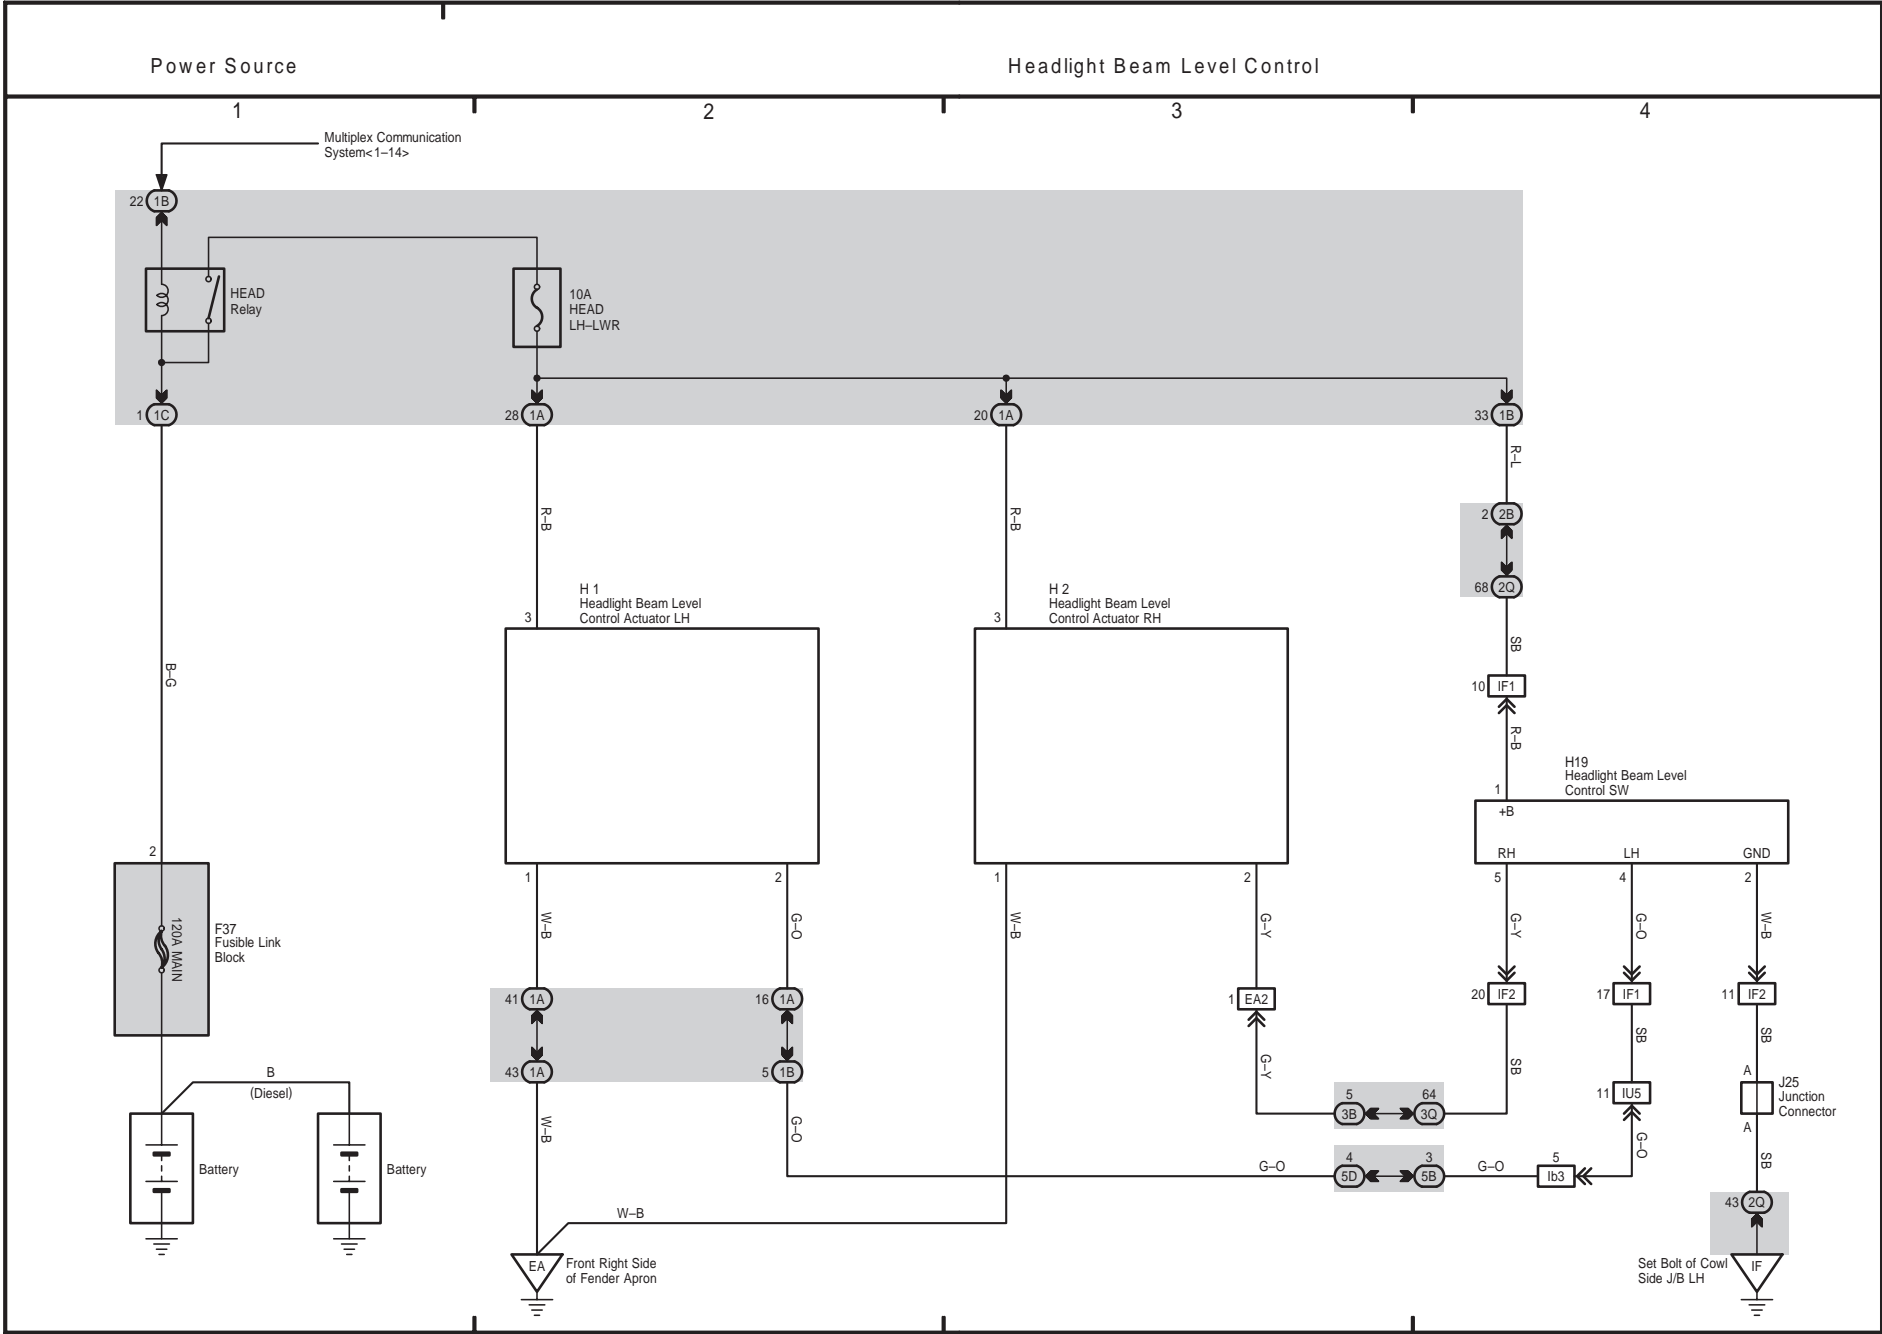 Power Source
Headlight Beam Level Control
1
2
3
4
Multiplex Communication
System<1–14>
22
1B
HEAD
Relay
10A
HEAD
LH–LWR
1
1C
28
1A
20
1A
33
1B
R–L
R–B
R–B
2
2B
68
2Q
SB
10
IF1
R–B
H 1
Headlight Beam Level
Control Actuator LH
3
H 2
Headlight Beam Level
Control Actuator RH
3
B–G
H19
Headlight Beam Level
Control SW
1
+B
RH
LH
GND
2
1
2
1
2
5
4
2
120A MAIN
F37
Fusible Link
Block
W–B
G–O
W–B
G–Y
G–Y
G–O
W–B
41
1A
16
1A
1
EA2
20
IF2
17
IF1
11
IF2
SB
SB
43
1A
5
1B
G–Y
SB
B
(Diesel)
5
3B
64
3Q
11
IU5
A
J25
Junction
Connector
A
W–B
G–O
G–O
SB
Battery
Battery
G–O
4
5D
3
5B
G–O
5
Ib3
43
2Q
W–B
EA
Front Right Side
of Fender Apron
Set Bolt of Cowl
Side J/B LH
IF